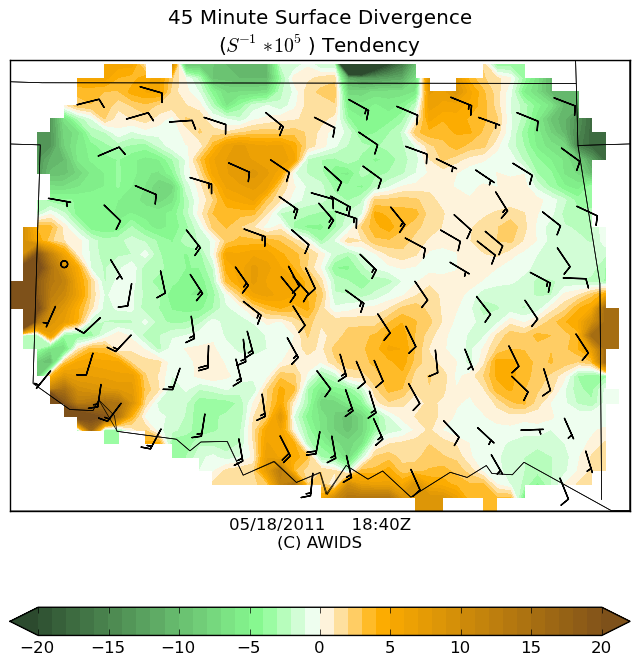 45 Minute Surface Divergence
(S⁻¹ ∗10⁵ ) Tendency
05/18/2011 18:40Z
(C) AWIDS
−20 −15 −10 −5 0 5 10 15 20